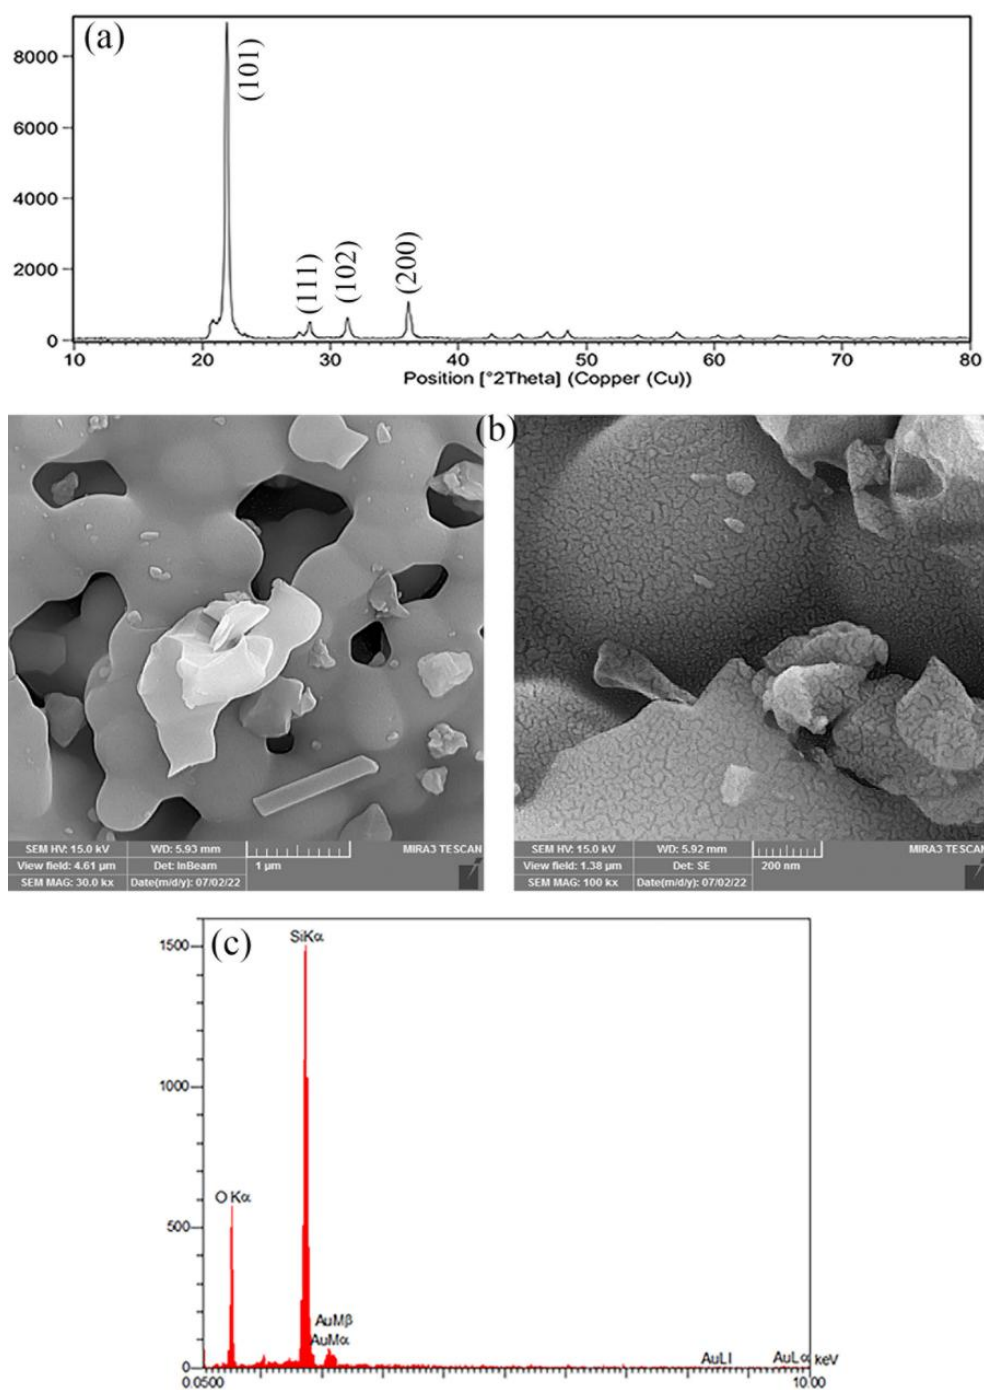 (a)
8000
6000
4000
2000
0
(101)
(111)
(102)
(200)
10 20 30 40 50 60 70 80
Position [°2Theta] (Copper (Cu))
(b)
SEM HV: 15.0 kV WD: 5.93 mm MIRA3 TESCAN
View field: 4.61 µm Det: InBeam 1 µm
SEM MAG: 30.0 kx Date(m/d/y): 07/02/22
SEM HV: 15.0 kV WD: 5.92 mm MIRA3 TESCAN
View field: 1.38 µm Det: SE 200 nm
SEM MAG: 100 kx Date(m/d/y): 07/02/22
(c)
SiKα
1500
1000
O Kα
500
AuMβ
AuMα
AuLl AuLα keV
0
0.0500 10.00